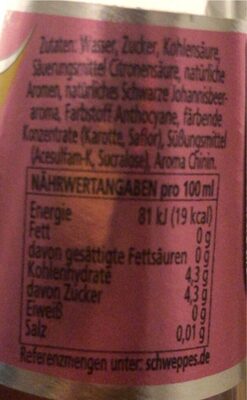 Zutaten: Wasser, Zucker, Kohlensäure,
Säuerungsmittel Citronensäure, natürliche
Aromen, natürliches Schwarze Johannisbeer-
aroma, Farbstoff Anthocyane, färbende
Konzentrate (Karotte, Saflor), Süßungsmittel
(Acesulfam-K, Sucralose), Aroma Chinin.
NÄHRWERTANGABEN pro 100 ml
Energie 81 kJ (19 kcal)
Fett 0 g
davon gesättigte Fettsäuren 0 g
Kohlenhydrate 4,3 g
davon Zucker 4,3 g
Eiweiß 0 g
Salz 0,01 g
Referenzmengen unter: schweppes.de